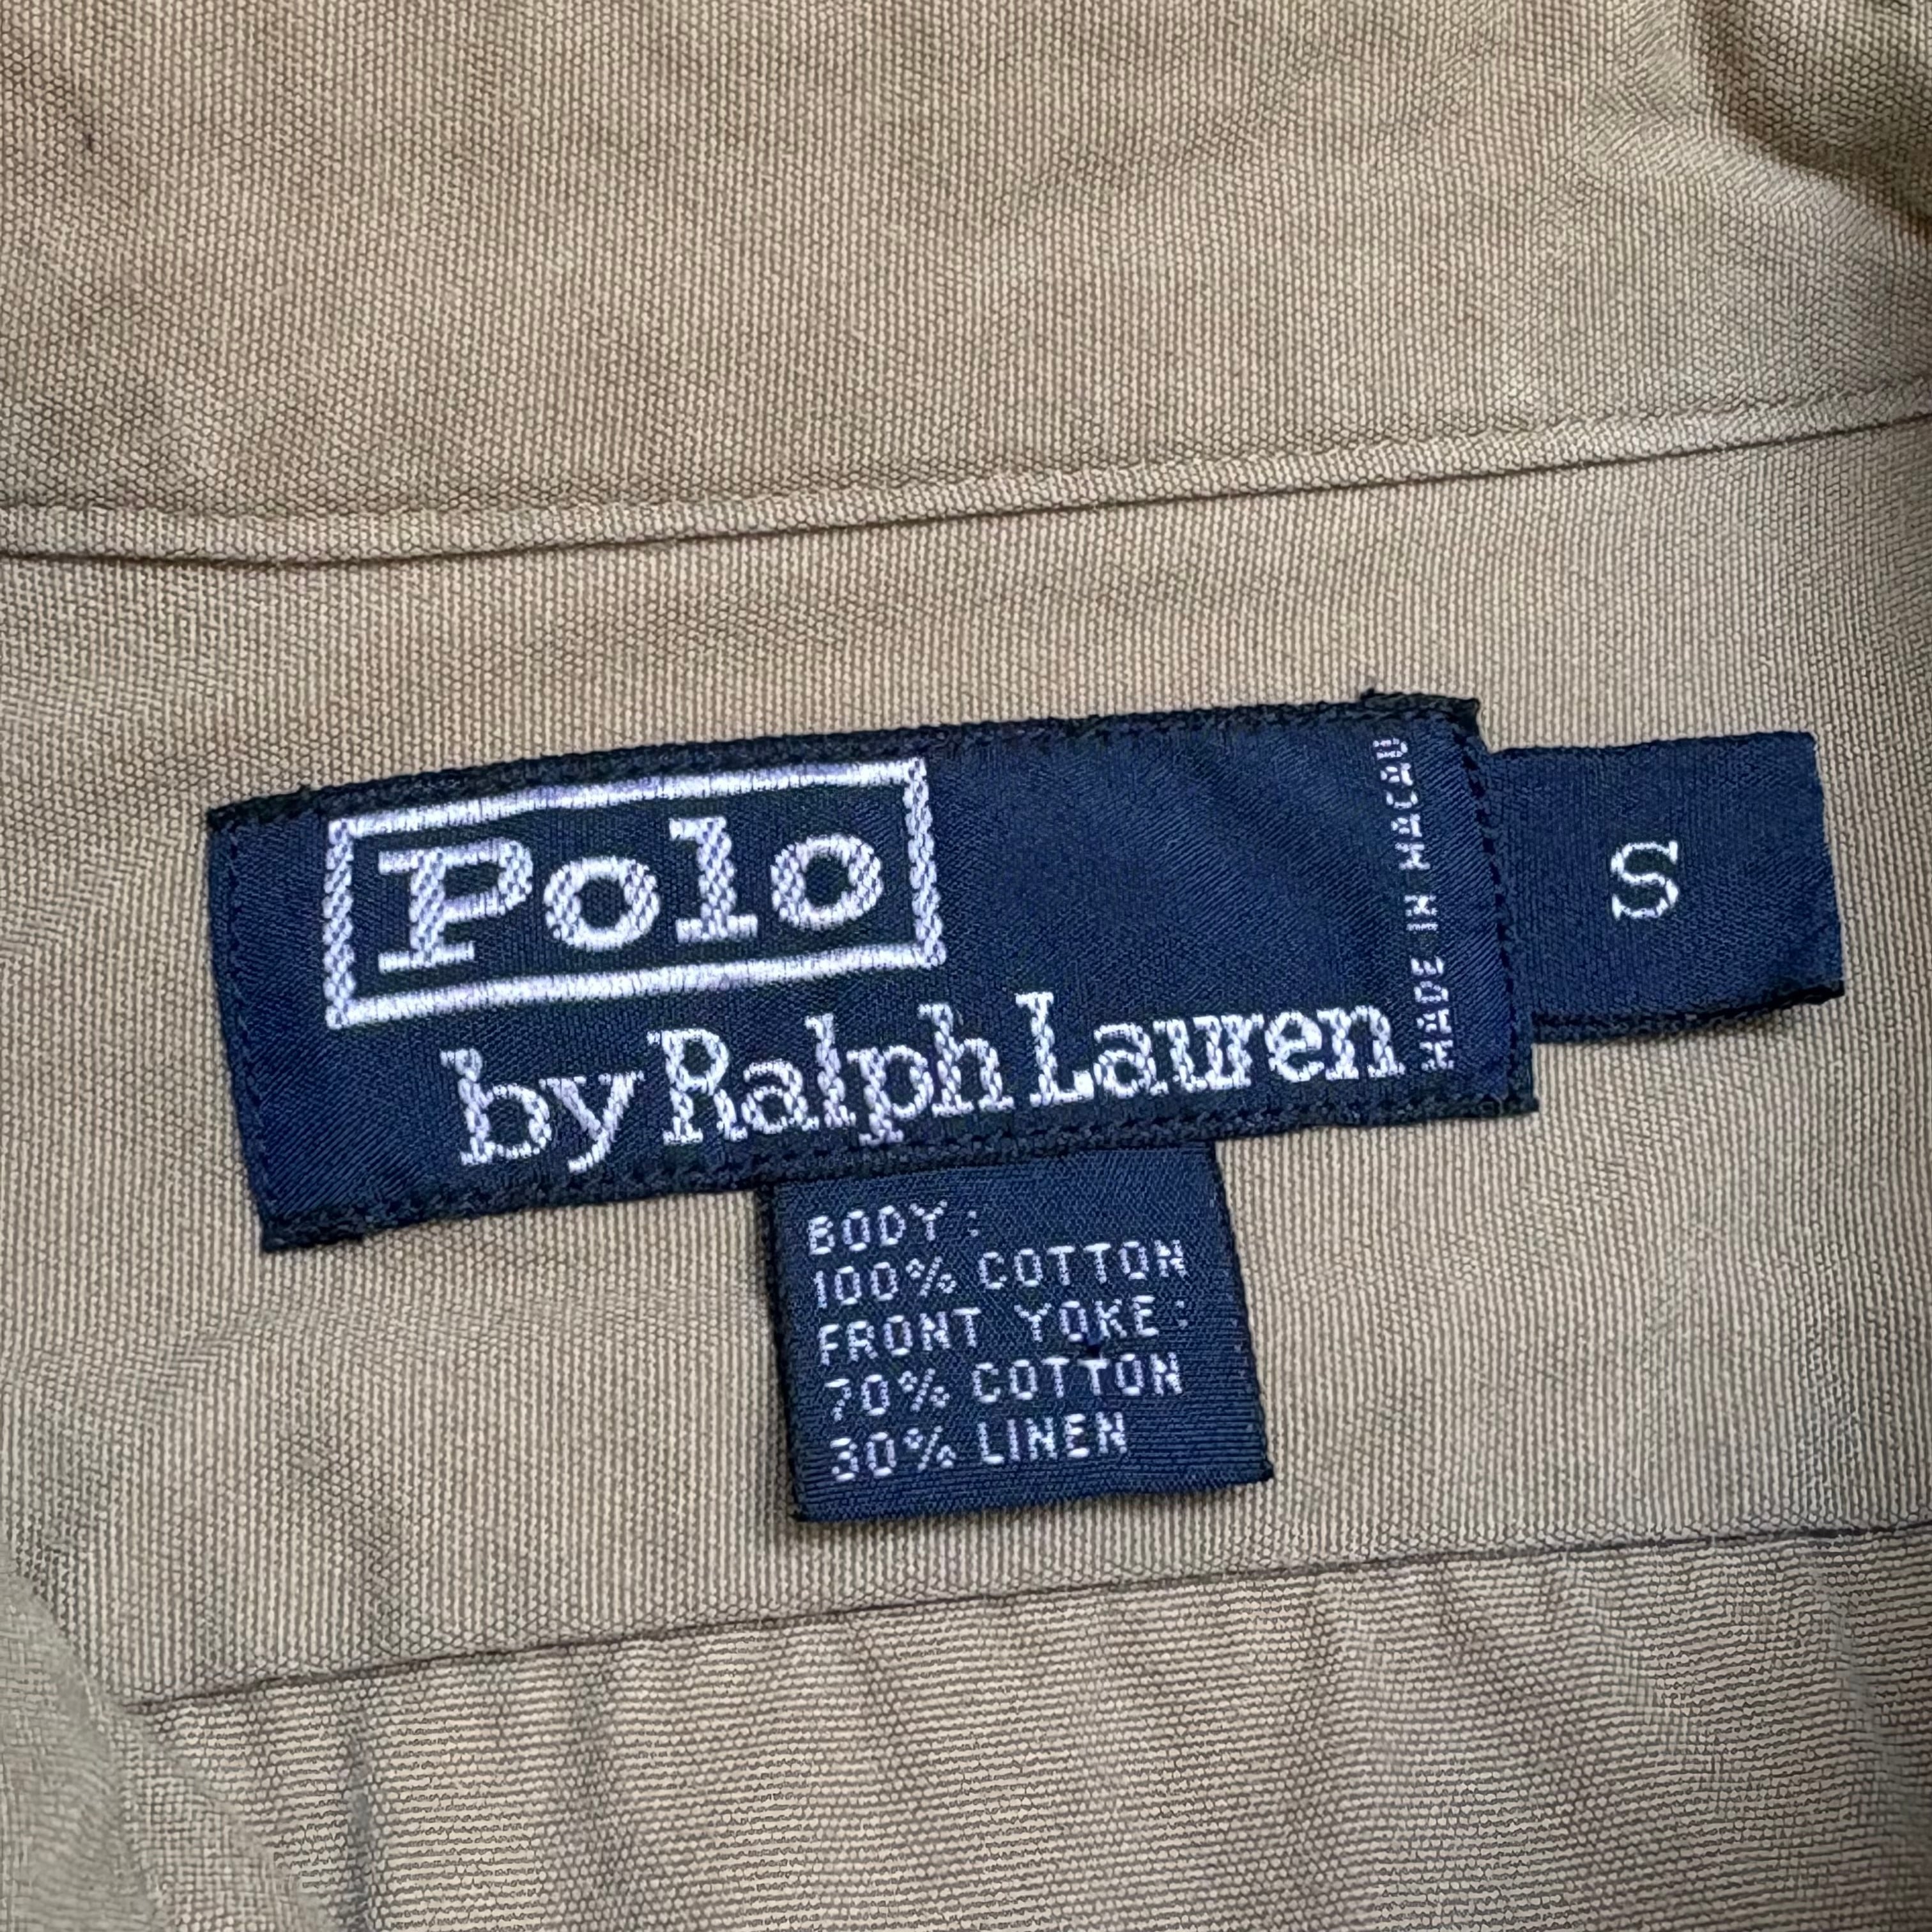 Polo
by Ralph Lauren
MADE IN MACAU
S
BODY:
100% COTTON
FRONT YOKE:
70% COTTON
30% LINEN